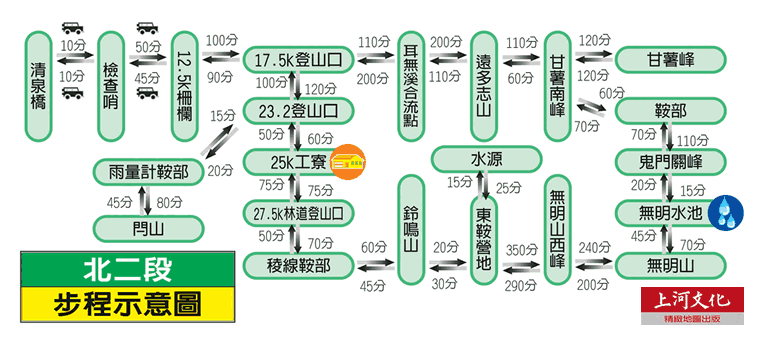 清泉橋
10分
10分
檢查哨
50分
45分
12.5k柵欄
100分
90分
17.5k登山口
110分
200分
耳無溪合流點
200分
110分
遠多志山
110分
60分
甘薯南峰
120分
120分
甘薯峰
100分
120分
60分
70分
23.2登山口
鞍部
15分
20分
50分
60分
70分
110分
雨量計鞍部
25k工寮
水源
鬼門關峰
45分
80分
75分
75分
15分
25分
20分
15分
門山
27.5k林道登山口
鈴鳴山
東鞍營地
無明山西峰
無明水池
50分
70分
45分
70分
稜線鞍部
60分
45分
20分
30分
350分
290分
240分
200分
無明山
北二段
步程示意圖
上河文化
精緻地圖出版